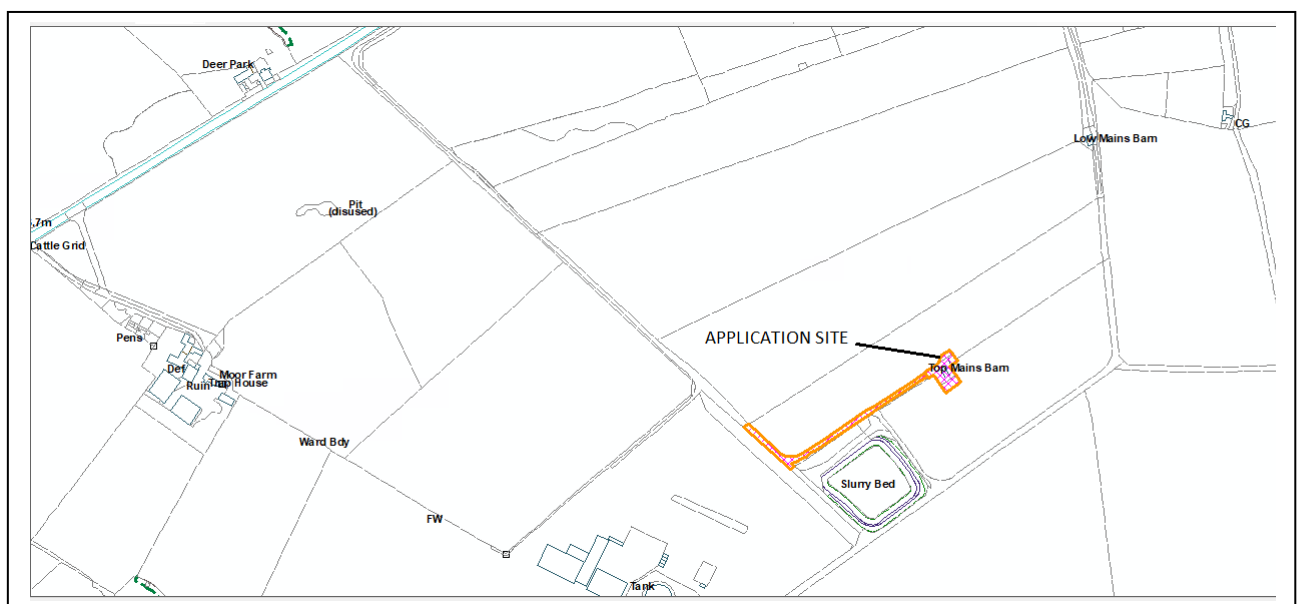 Deer Park
CG
Low Mains Barn
Pit
(disused)
.7m
Cattle Grid
APPLICATION SITE
Pens
Top Mains Barn
Def
Moor Farm
Ruin
House
Ward Bdy
Slurry Bed
FW
Tank